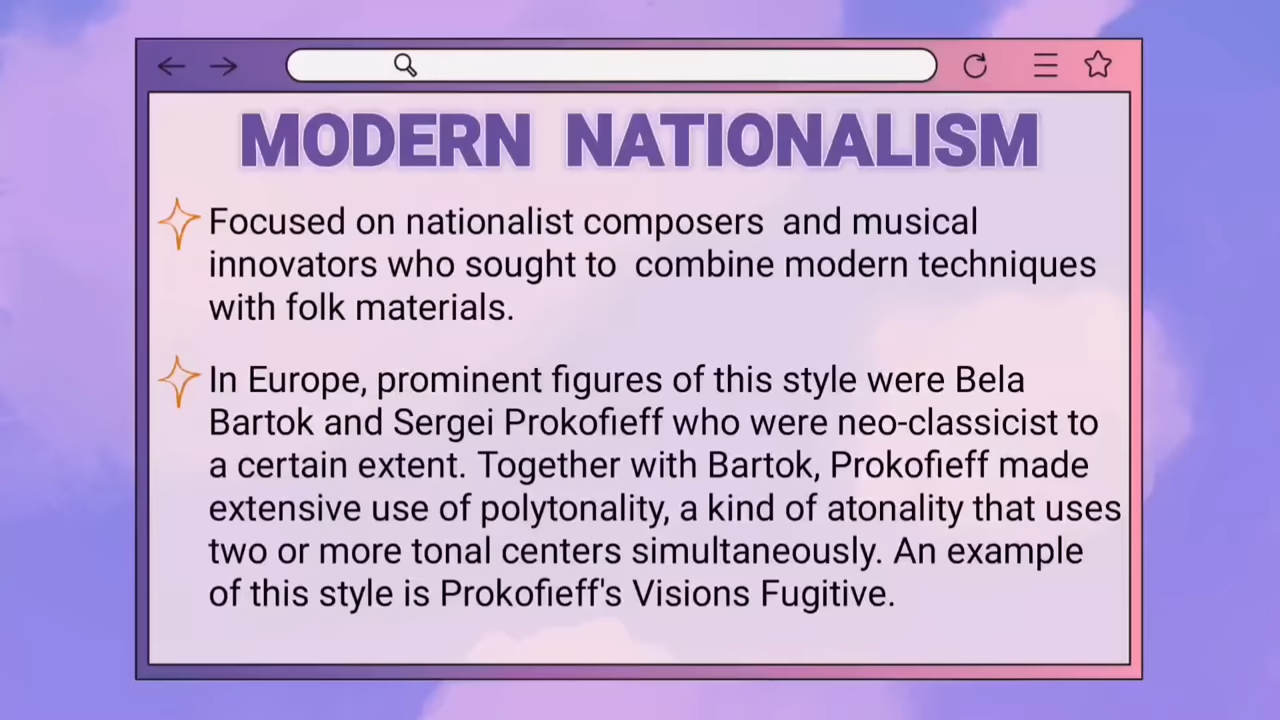 MODERN NATIONALISM
Focused on nationalist composers and musical
innovators who sought to combine modern techniques
with folk materials.
In Europe, prominent figures of this style were Bela
Bartok and Sergei Prokofieff who were neo-classicist to
a certain extent. Together with Bartok, Prokofieff made
extensive use of polytonality, a kind of atonality that uses
two or more tonal centers simultaneously. An example
of this style is Prokofieff's Visions Fugitive.